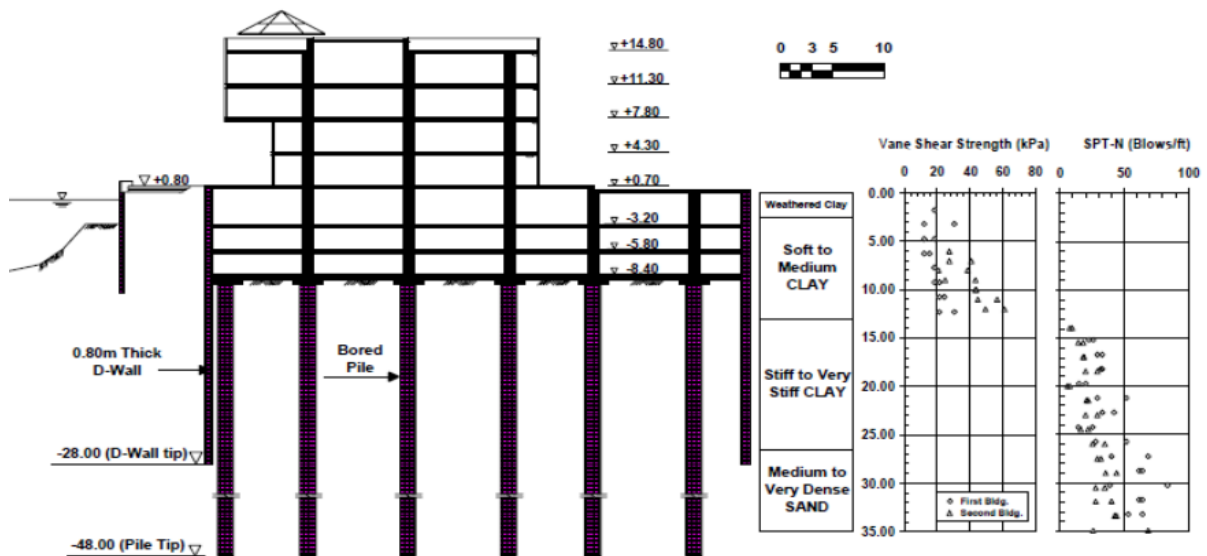 +14.80
+11.30
+7.80
+4.30
+0.80
+0.70
-3.20
-5.80
-8.40
0.80m Thick
D-Wall
Bored
Pile
-28.00 (D-Wall tip)
-48.00 (Pile Tip)
0 3 5 10
Vane Shear Strength (kPa)
0 20 40 60 80
SPT-N (Blows/ft)
0 50 100
0.00
5.00
10.00
15.00
20.00
25.00
30.00
35.00
Weathered Clay
Soft to
Medium
CLAY
Stiff to Very
Stiff CLAY
Medium to
Very Dense
SAND
First Bldg.
Second Bldg.